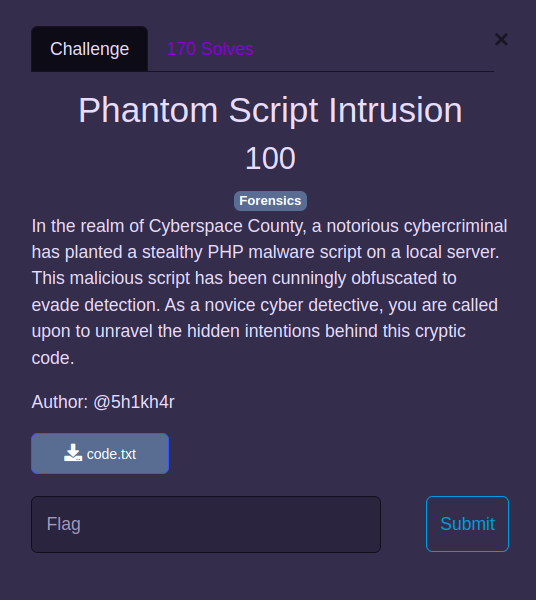 Challenge
170 Solves
×
Phantom Script Intrusion
100
Forensics
In the realm of Cyberspace County, a notorious cybercriminal
has planted a stealthy PHP malware script on a local server.
This malicious script has been cunningly obfuscated to
evade detection. As a novice cyber detective, you are called
upon to unravel the hidden intentions behind this cryptic
code.
Author: @5h1kh4r
code.txt
Flag
Submit